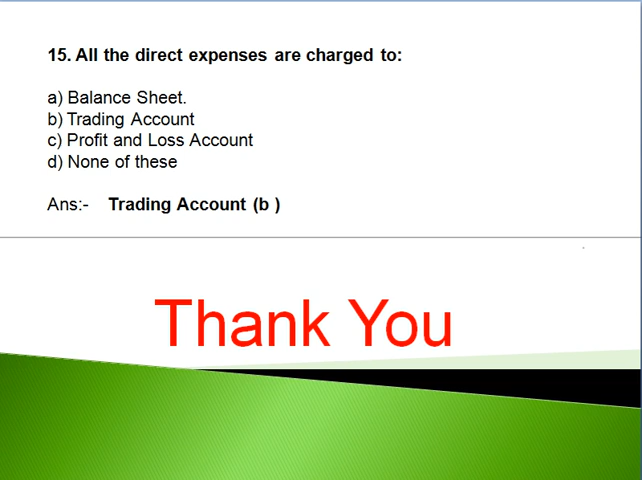 15. All the direct expenses are charged to:
a) Balance Sheet.
b) Trading Account
c) Profit and Loss Account
d) None of these
Ans:- Trading Account (b )
Thank You